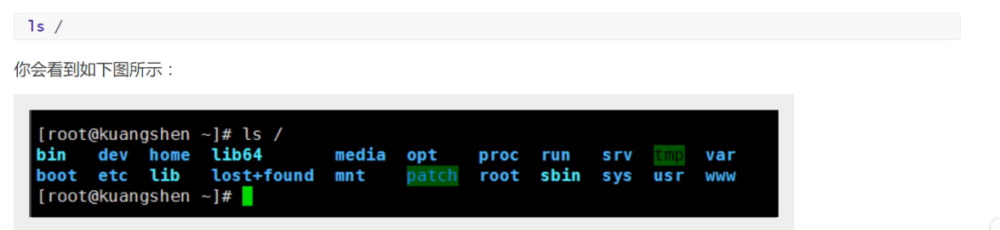 ls /
你会看到如下图所示：
[root@kuangshen ~]# ls /
bin dev home lib64 media opt proc run srv tmp var
boot etc lib lost+found mnt patch root sbin sys usr www
[root@kuangshen ~]#